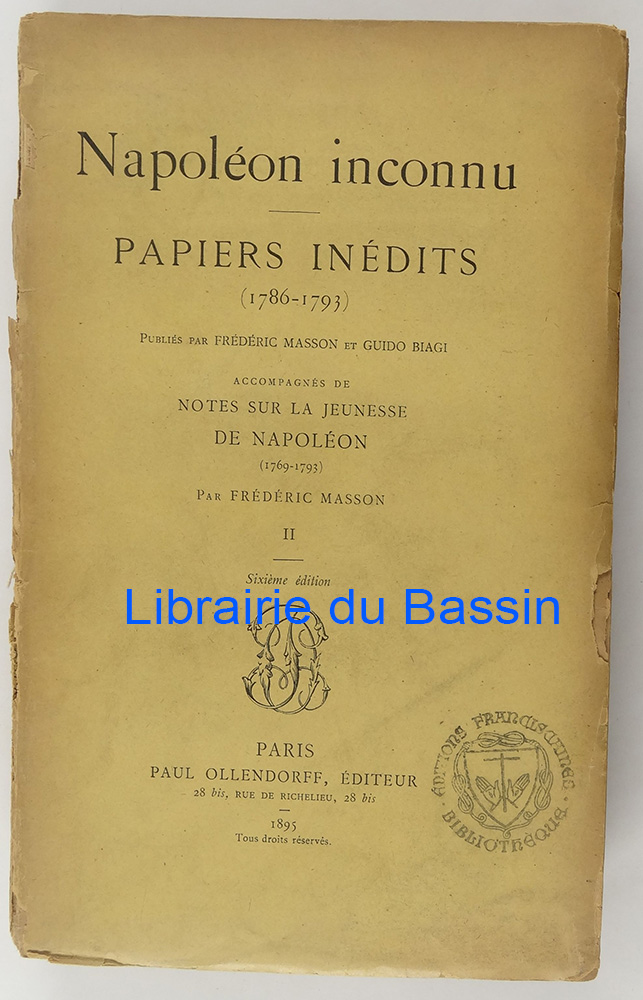 Napoléon inconnu
PAPIERS INÉDITS
(1786-1793)
PUBLIÉS PAR FRÉDÉRIC MASSON ET GUIDO BIAGI
ACCOMPAGNÉS DE
NOTES SUR LA JEUNESSE
DE NAPOLÉON
(1769-1793)
PAR FRÉDÉRIC MASSON
II
Sixième édition
Librairie du Bassin
PARIS
PAUL OLLENDORFF, ÉDITEUR
28 bis, RUE DE RICHELIEU, 28 bis
1895
Tous droits réservés.
· ÉDITIONS FRANCISCAINES ·
BIBLIOTHÈQUE